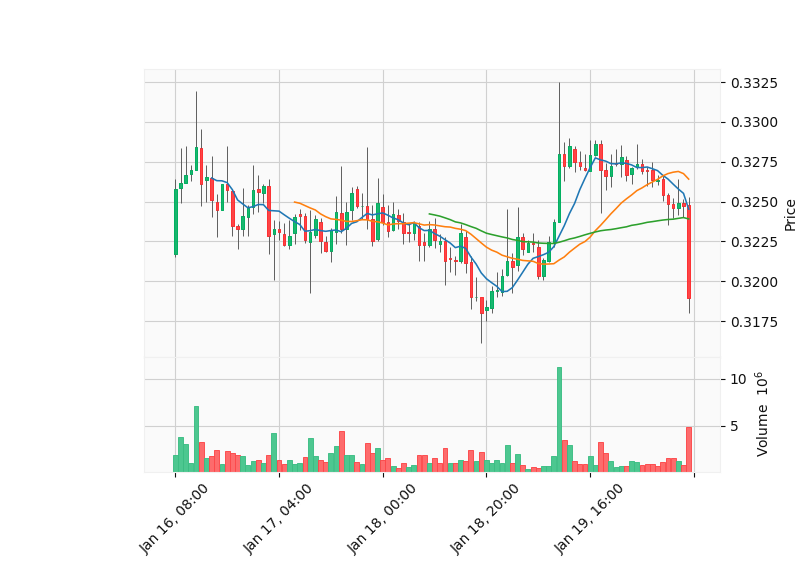 0.3325
0.3300
0.3275
0.3250
0.3225
0.3200
0.3175
Price
10
5
Volume 10^6
Jan 16, 08:00
Jan 17, 04:00
Jan 18, 00:00
Jan 18, 20:00
Jan 19, 16:00